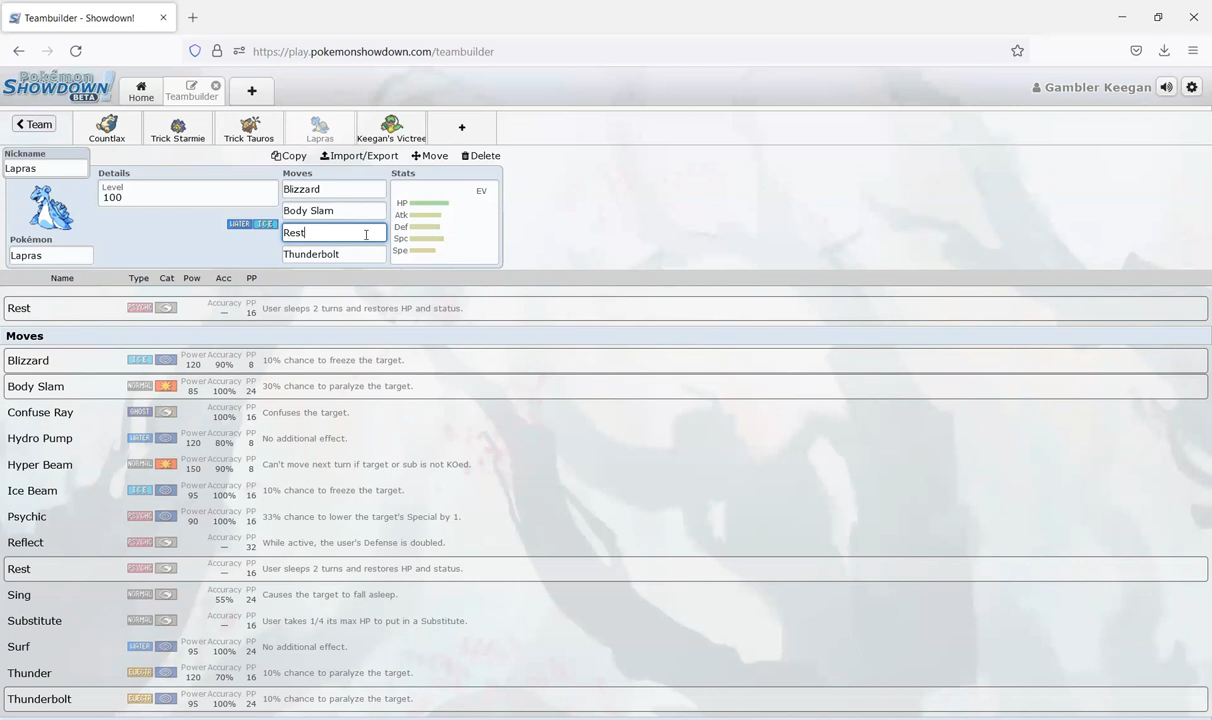 Teambuilder - Showdown!
https://play.pokemonshowdown.com/teambuilder
Pokémon
SHOWDOWN!
BETA
Home
Teambuilder
Gambler Keegan
Team
Countlax
Trick Starmie
Trick Tauros
Lapras
Keegan's Victree
Nickname
Lapras
Copy
Import/Export
Move
Delete
Details
Moves
Stats
Level
100
Blizzard
EV
HP
Body Slam
Atk
WATER ICE
Rest
Def
Pokémon
Spc
Lapras
Thunderbolt
Spe
Name Type Cat Acc Pow PP
Rest PSYCHC Accuracy — PP 16 User sleeps 2 turns and restores HP and status.
Moves
Blizzard ICE Power 120 Accuracy 90% PP 8 10% chance to freeze the target.
Body Slam NORMAL Power 85 Accuracy 100% PP 24 30% chance to paralyze the target.
Confuse Ray GHOST Accuracy 100% PP 16 Confuses the target.
Hydro Pump WATER Power 120 Accuracy 80% PP 8 No additional effect.
Hyper Beam NORMAL Power 150 Accuracy 90% PP 8 Can't move next turn if target or sub is not KOed.
Ice Beam ICE Power 95 Accuracy 100% PP 16 10% chance to freeze the target.
Psychic PSYCHC Power 90 Accuracy 100% PP 16 33% chance to lower the target's Special by 1.
Reflect PSYCHC Accuracy — PP 32 While active, the user's Defense is doubled.
Rest PSYCHC Accuracy — PP 16 User sleeps 2 turns and restores HP and status.
Sing NORMAL Accuracy 55% PP 24 Causes the target to fall asleep.
Substitute NORMAL Accuracy — PP 16 User takes 1/4 its max HP to put in a Substitute.
Surf WATER Power 95 Accuracy 100% PP 24 No additional effect.
Thunder ELECTR Power 120 Accuracy 70% PP 16 10% chance to paralyze the target.
Thunderbolt ELECTR Power 95 Accuracy 100% PP 24 10% chance to paralyze the target.